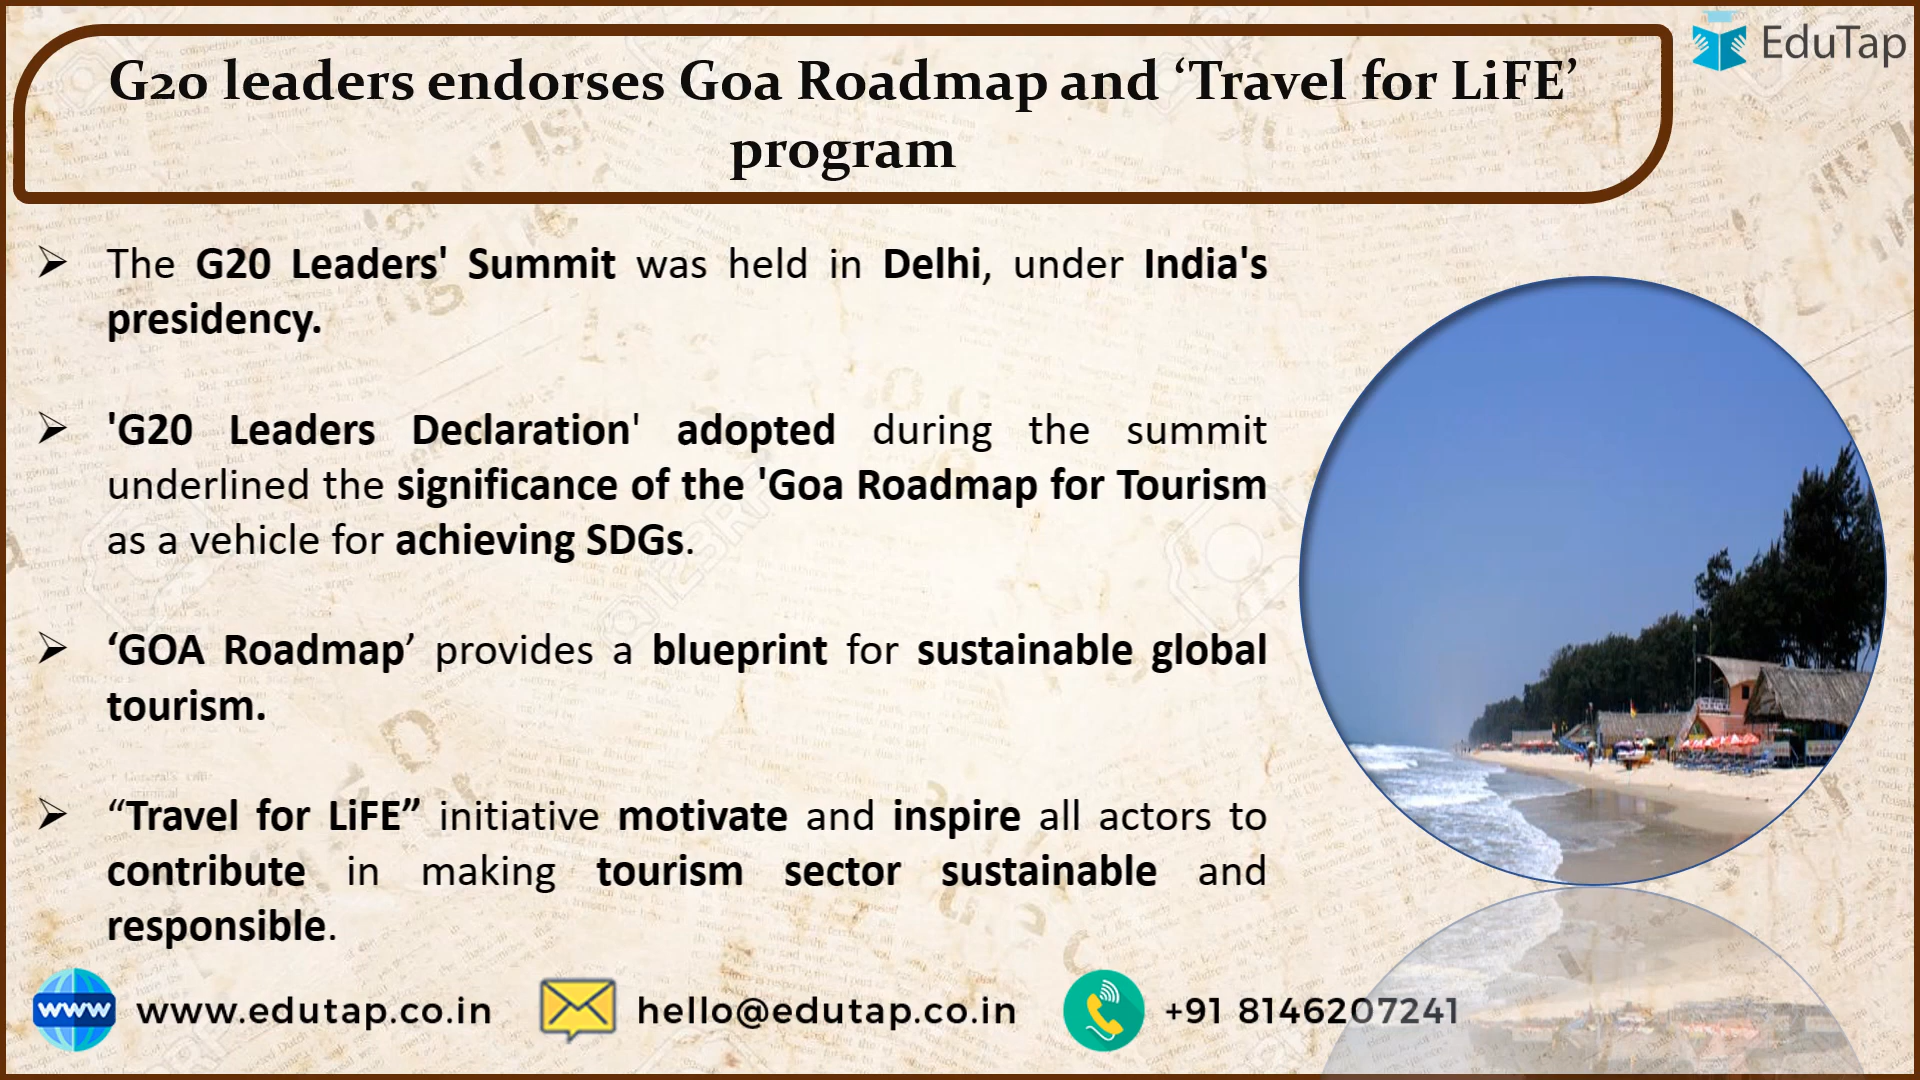 G20 leaders endorses Goa Roadmap and ‘Travel for LiFE’
program
EduTap
➢ The G20 Leaders' Summit was held in Delhi, under India's
presidency.
➢ 'G20 Leaders Declaration' adopted during the summit
underlined the significance of the 'Goa Roadmap for Tourism
as a vehicle for achieving SDGs.
➢ ‘GOA Roadmap’ provides a blueprint for sustainable global
tourism.
➢ “Travel for LiFE” initiative motivate and inspire all actors to
contribute in making tourism sector sustainable and
responsible.
www www.edutap.co.in hello@edutap.co.in +91 8146207241